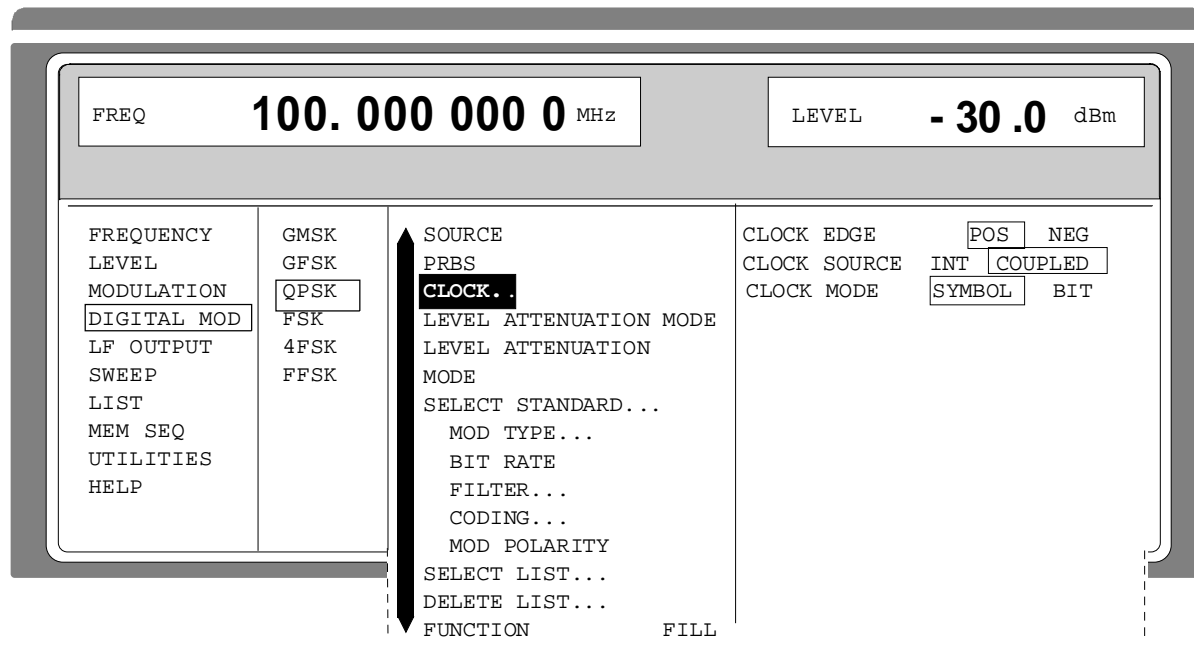 FREQ 100. 000 000 0 MHz LEVEL - 30 .0 dBm
FREQUENCY GMSK SOURCE CLOCK EDGE POS NEG
LEVEL GFSK PRBS CLOCK SOURCE INT COUPLED
MODULATION QPSK CLOCK.. CLOCK MODE SYMBOL BIT
DIGITAL MOD FSK LEVEL ATTENUATION MODE
LF OUTPUT 4FSK LEVEL ATTENUATION
SWEEP FFSK MODE
LIST SELECT STANDARD...
MEM SEQ MOD TYPE...
UTILITIES BIT RATE
HELP FILTER...
CODING...
MOD POLARITY
SELECT LIST...
DELETE LIST...
FUNCTION FILL